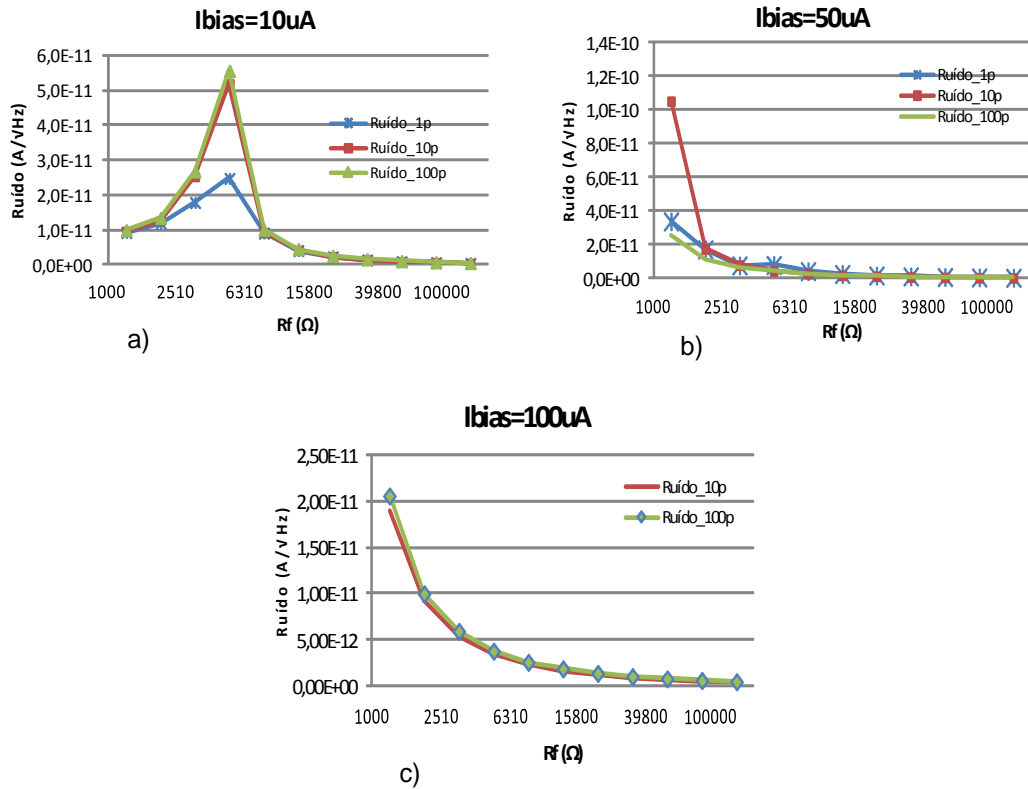 Ibias=10uA
6,0E-11
5,0E-11
4,0E-11
3,0E-11
2,0E-11
1,0E-11
0,0E+00
Ruído (A/√Hz)
Ruído_1p
Ruído_10p
Ruído_100p
1000 2510 6310 15800 39800 100000
Rf (Ω)
a)
Ibias=50uA
1,4E-10
1,2E-10
1,0E-10
8,0E-11
6,0E-11
4,0E-11
2,0E-11
0,0E+00
Ruído (A/√Hz)
Ruído_1p
Ruído_10p
Ruído_100p
1000 2510 6310 15800 39800 100000
Rf (Ω)
b)
Ibias=100uA
2,50E-11
2,00E-11
1,50E-11
1,00E-11
5,00E-12
0,00E+00
Ruído (A/√Hz)
Ruído_10p
Ruído_100p
1000 2510 6310 15800 39800 100000
Rf (Ω)
c)